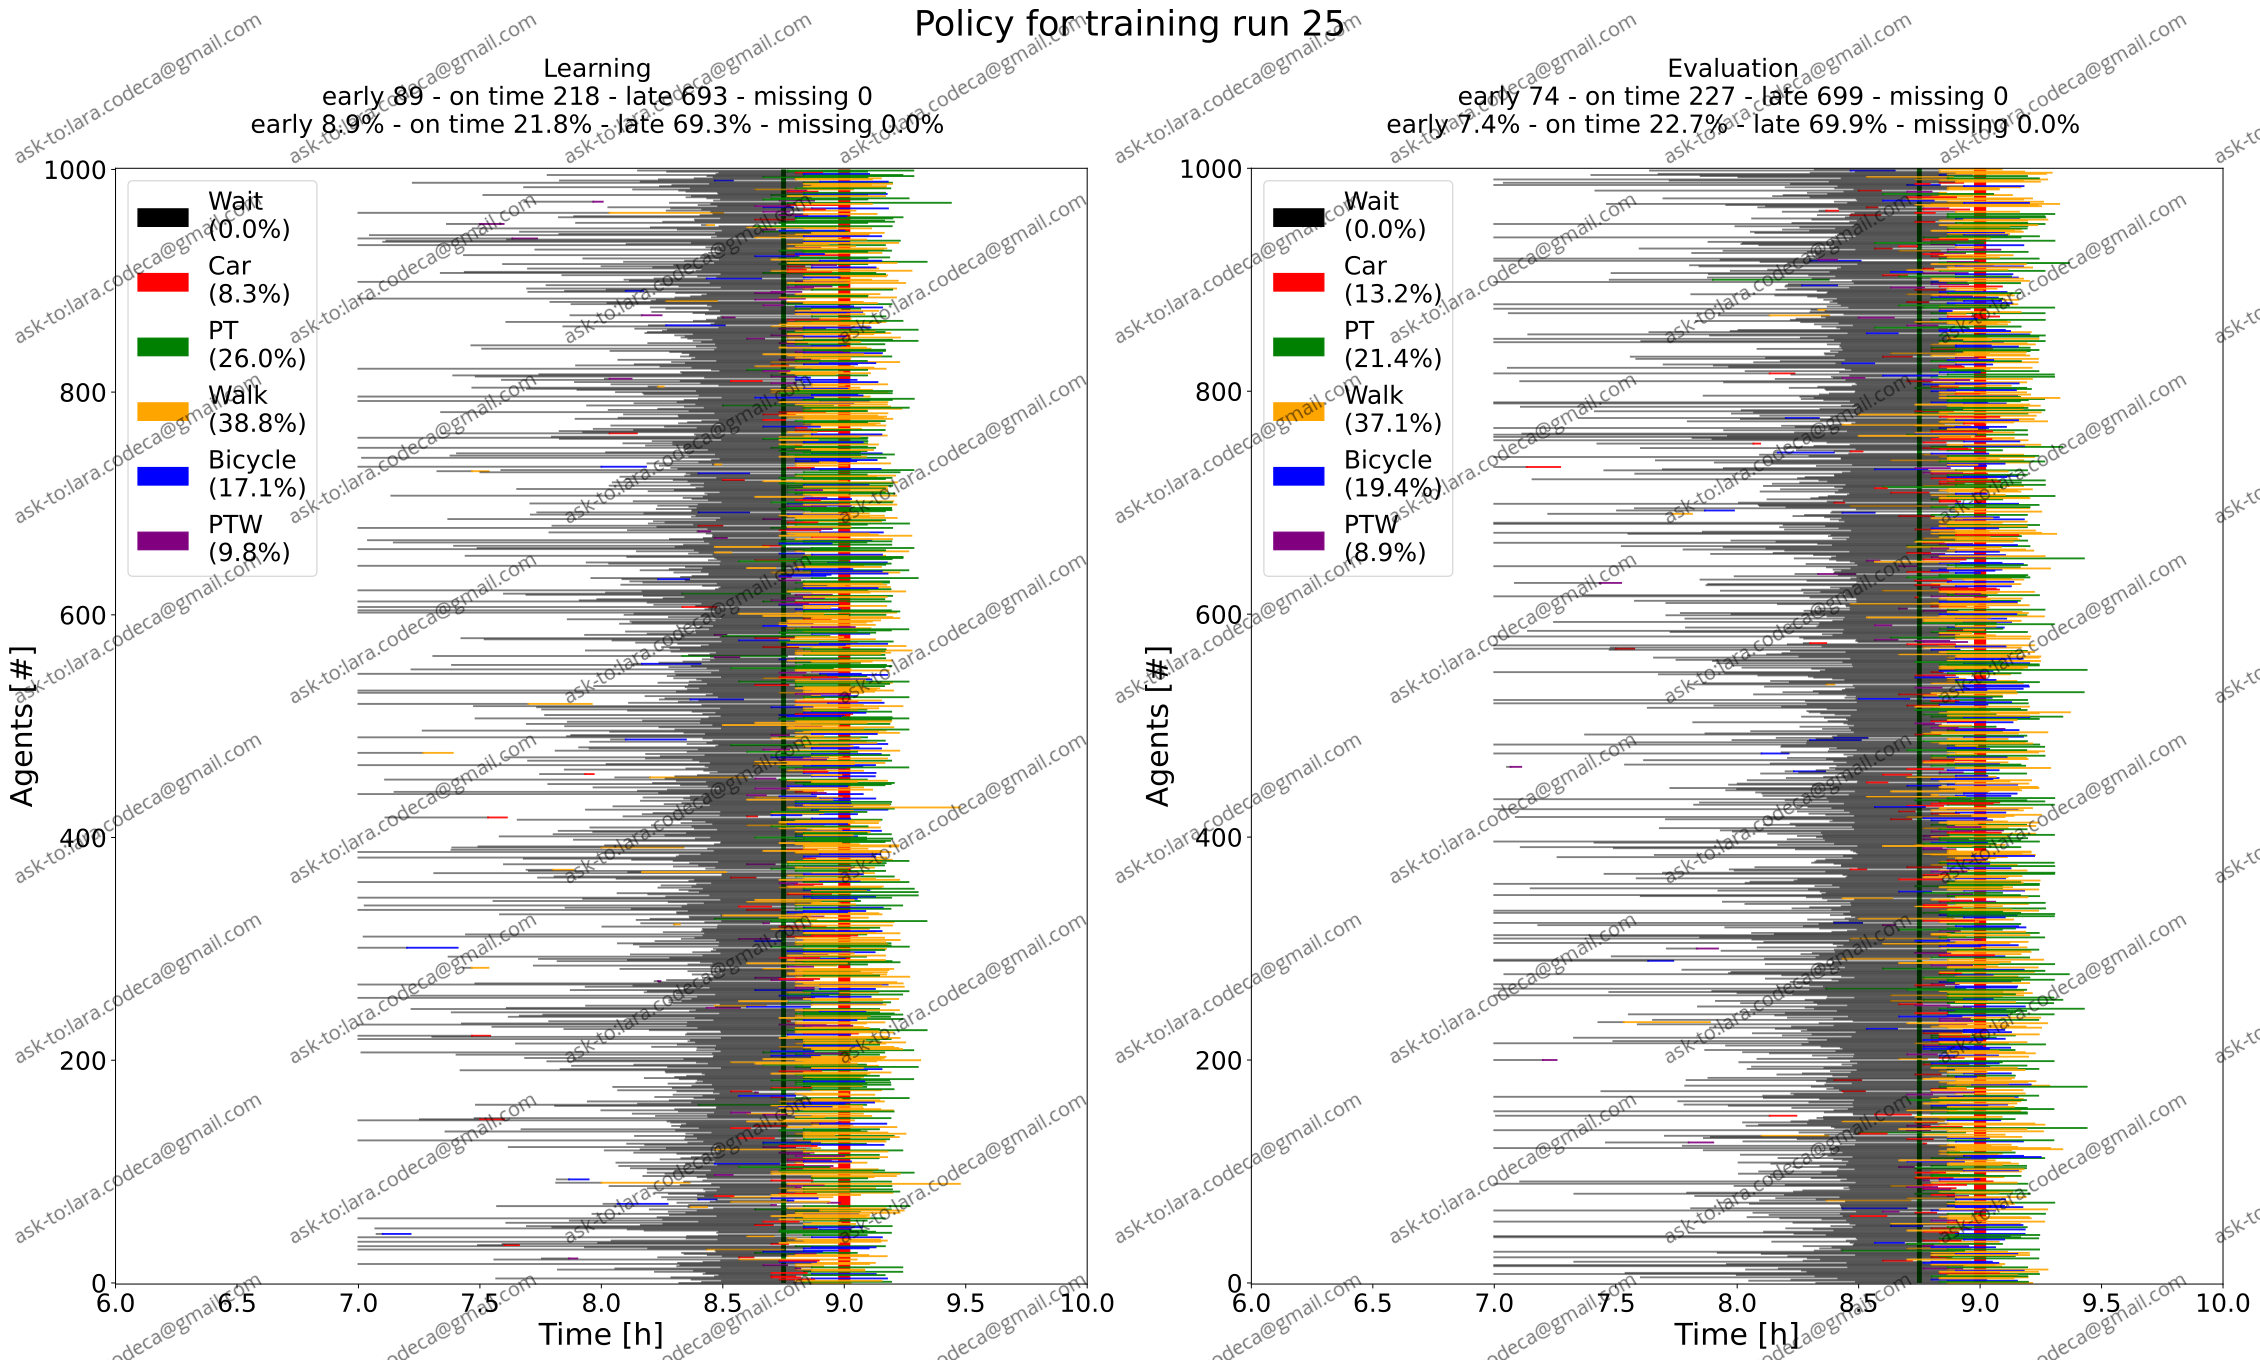 Policy for training run 25
Learning
early 89 - on time 218 - late 693 - missing 0
early 8.9% - on time 21.8% - late 69.3% - missing 0.0%
Agents [#]
1000
800
600
400
200
0
Wait
(0.0%)
Car
(8.3%)
PT
(26.0%)
Walk
(38.8%)
Bicycle
(17.1%)
PTW
(9.8%)
6.0 6.5 7.0 7.5 8.0 8.5 9.0 9.5 10.0
Time [h]
Evaluation
early 74 - on time 227 - late 699 - missing 0
early 7.4% - on time 22.7% - late 69.9% - missing 0.0%
Agents [#]
1000
800
600
400
200
0
Wait
(0.0%)
Car
(13.2%)
PT
(21.4%)
Walk
(37.1%)
Bicycle
(19.4%)
PTW
(8.9%)
6.0 6.5 7.0 7.5 8.0 8.5 9.0 9.5 10.0
Time [h]
ask-to:lara.codeca@gmail.com